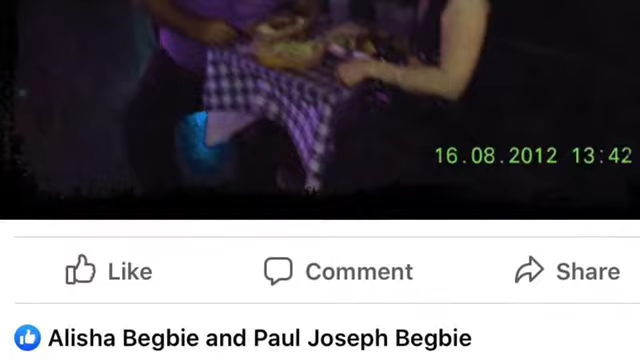 16.08.2012 13:42
Like Comment Share
Alisha Begbie and Paul Joseph Begbie